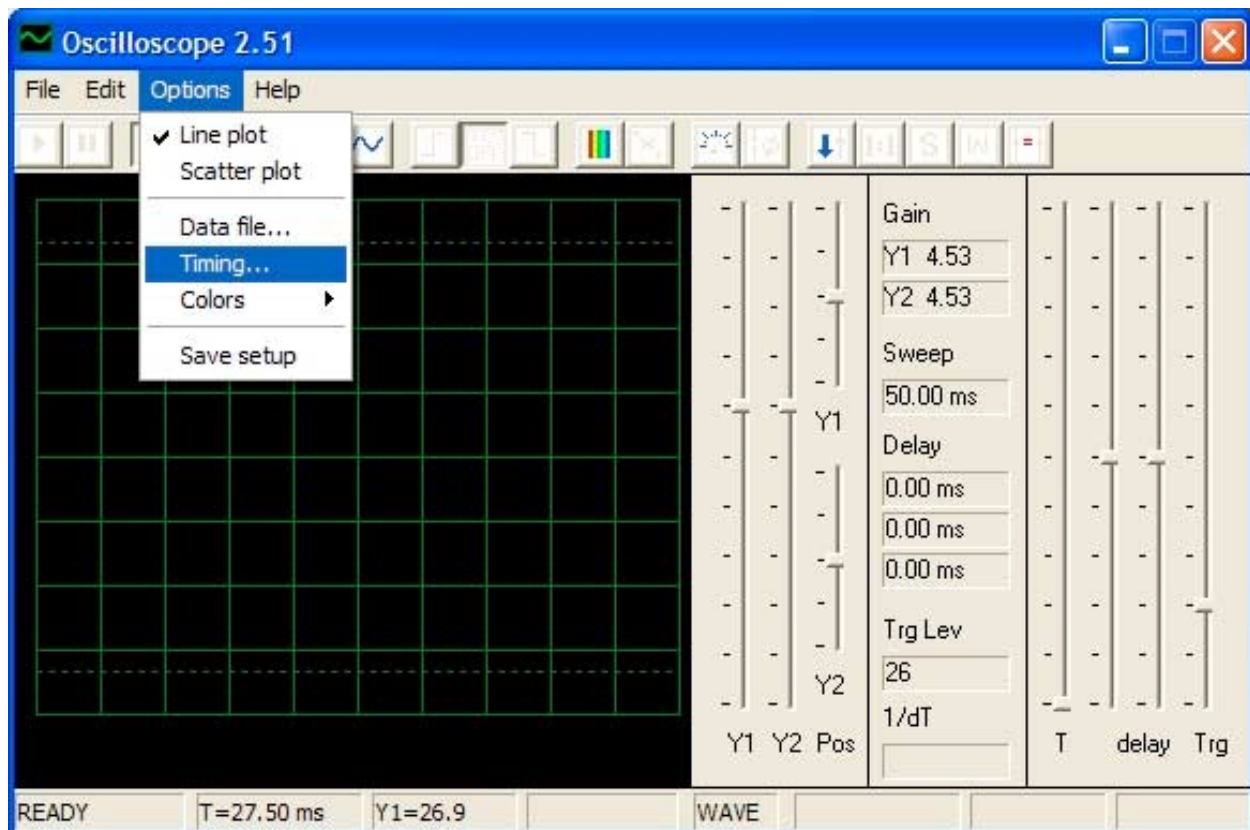 Oscilloscope 2.51
File Edit Options Help
Line plot
Scatter plot
Data file...
Timing...
Colors
Save setup
1:1 S W =
Gain
Y1 4.53
Y2 4.53
Sweep
50.00 ms
Y1
Delay
0.00 ms
0.00 ms
0.00 ms
Trg Lev
26
Y2
1/dT
Y1 Y2 Pos
T delay Trg
READY T=27.50 ms Y1=26.9 WAVE